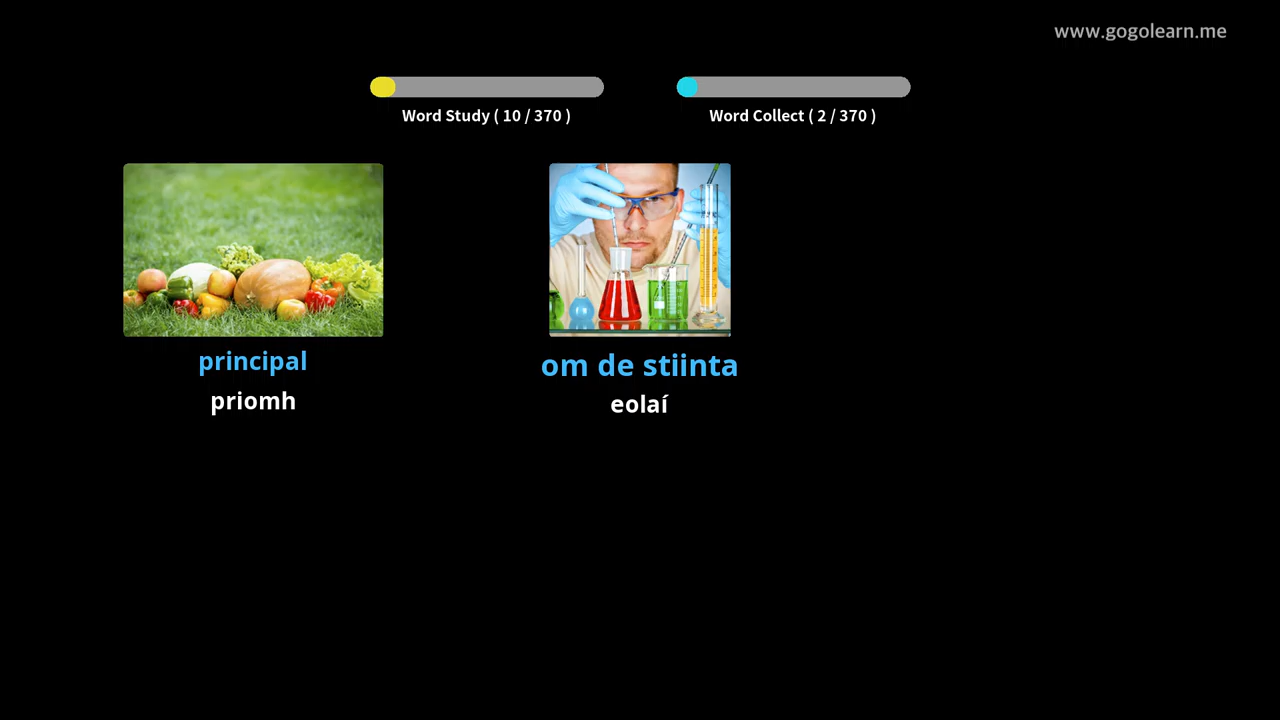 www.gogolearn.me
Word Study ( 10 / 370 )
Word Collect ( 2 / 370 )
principal
priomh
om de stiinta
eolaí